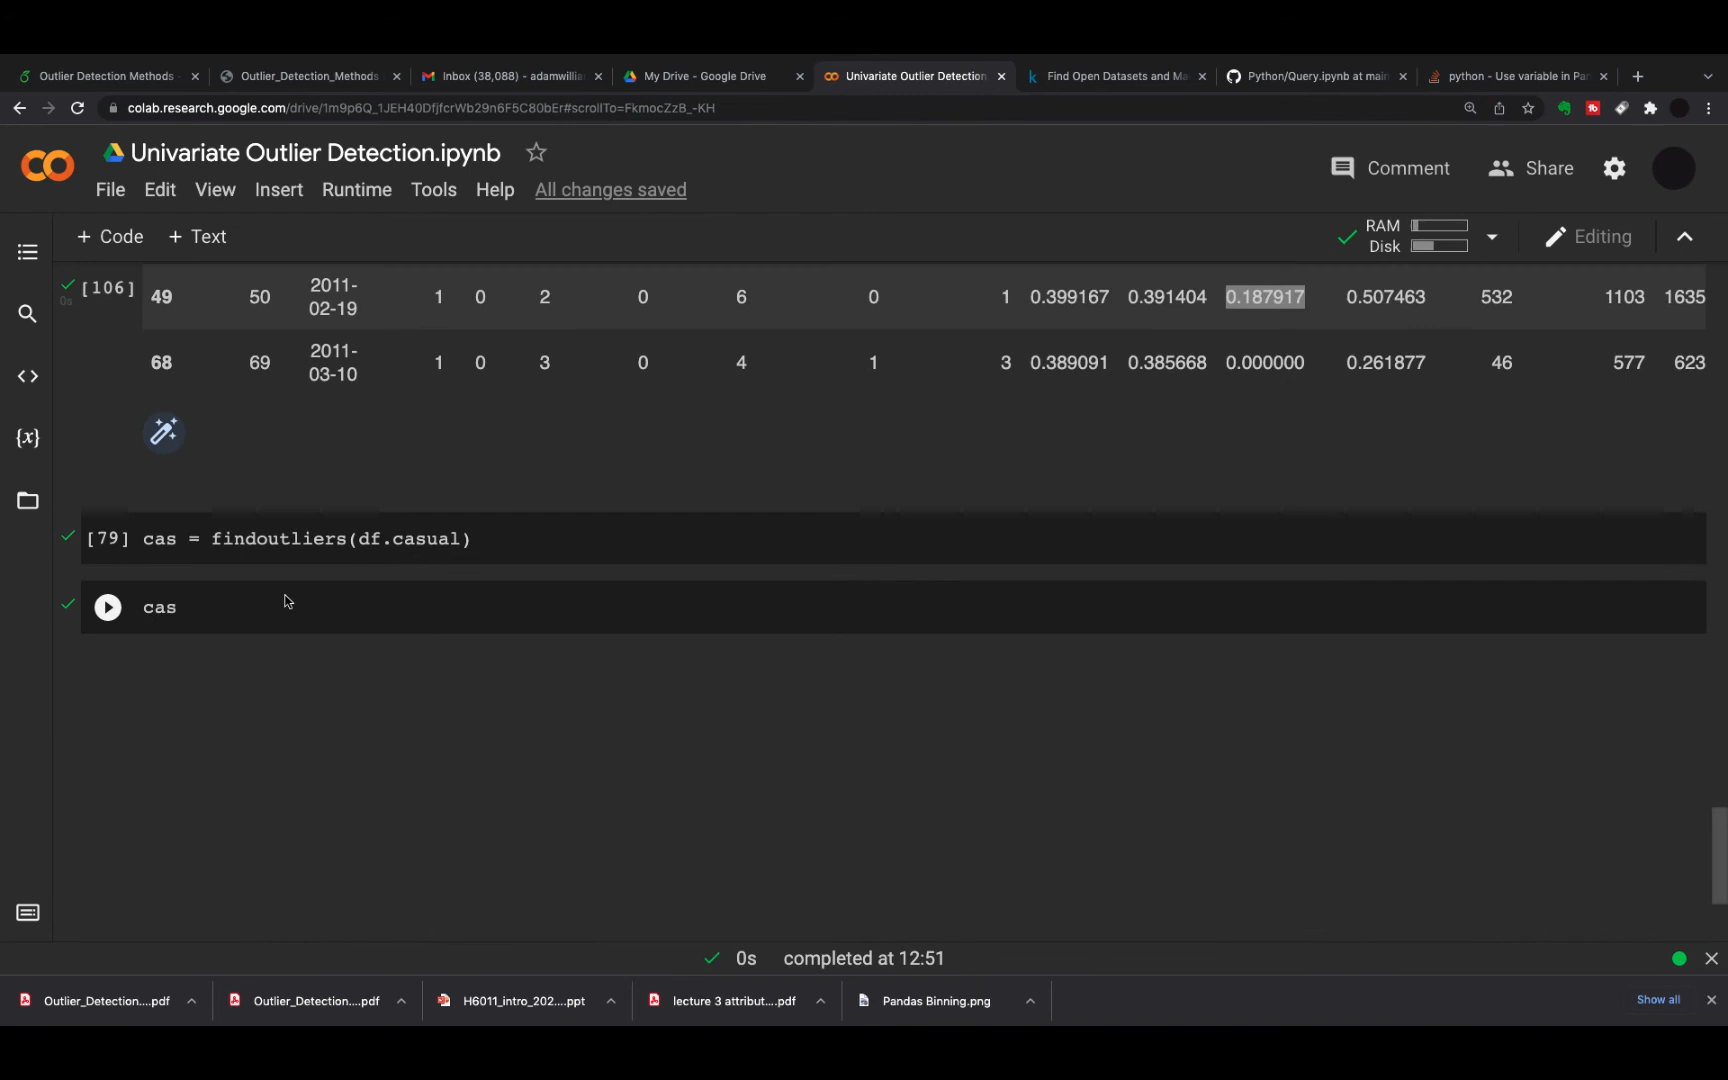 Outlier Detection Methods
Outlier_Detection_Methods
Inbox (38,088) - adamwillia
My Drive - Google Drive
Univariate Outlier Detection.
Find Open Datasets and Ma
Python/Query.ipynb at main
python - Use variable in Pan
colab.research.google.com/drive/1m9p6Q_1JEH40DfjfcrWb29n6F5C80bEr#scrollTo=FkmocZzB_-KH
Univariate Outlier Detection.ipynb
Comment
Share
File Edit View Insert Runtime Tools Help All changes saved
+ Code + Text
RAM
Disk
Editing
[106] 49 50 2011-02-19 1 0 2 0 6 0 1 0.399167 0.391404 0.187917 0.507463 532 1103 1635
0s
68 69 2011-03-10 1 0 3 0 4 1 3 0.389091 0.385668 0.000000 0.261877 46 577 623
{x}
[79] cas = findoutliers(df.casual)
cas
0s completed at 12:51
Outlier_Detection....pdf
Outlier_Detection....pdf
H6011_intro_202....ppt
lecture 3 attribut....pdf
Pandas Binning.png
Show all